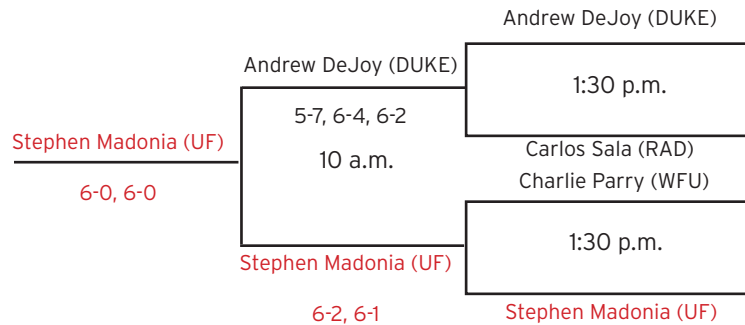 Andrew DeJoy (DUKE)
Andrew DeJoy (DUKE)
1:30 p.m.
5-7, 6-4, 6-2
Stephen Madonia (UF)
10 a.m.
Carlos Sala (RAD)
Charlie Parry (WFU)
6-0, 6-0
1:30 p.m.
Stephen Madonia (UF)
6-2, 6-1
Stephen Madonia (UF)